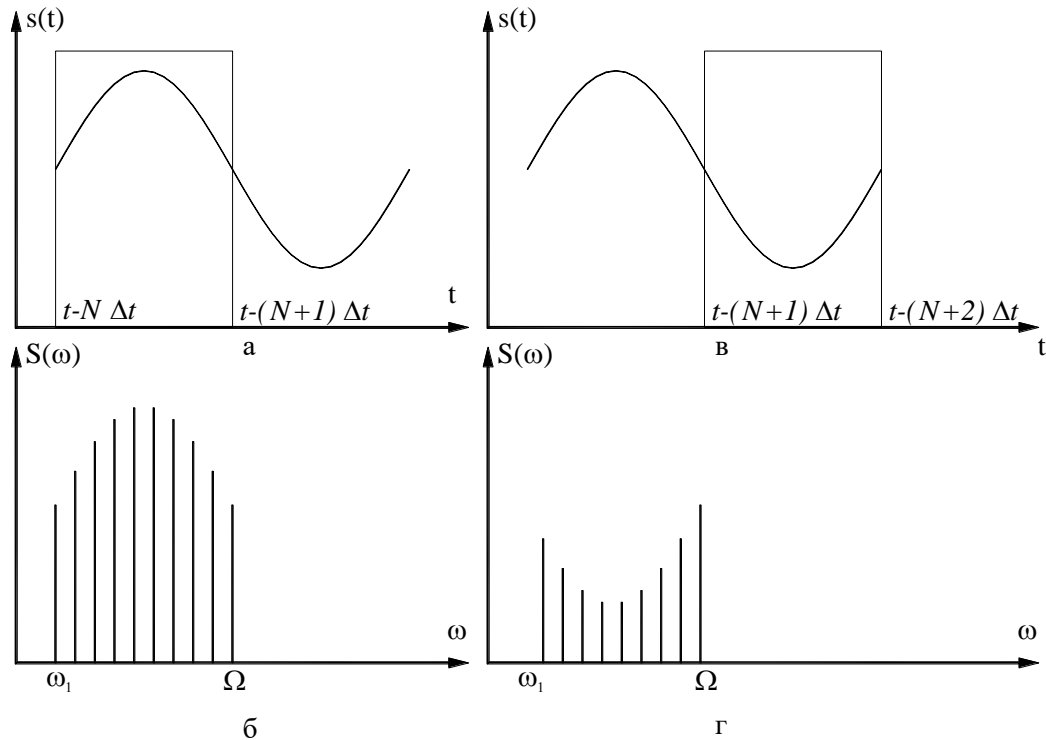 s(t)
t-N Δt
t-(N+1) Δt
t
а
s(t)
t-(N+1) Δt
t-(N+2) Δt
t
в
S(ω)
ω
ω₁
Ω
б
S(ω)
ω
ω₁
Ω
г